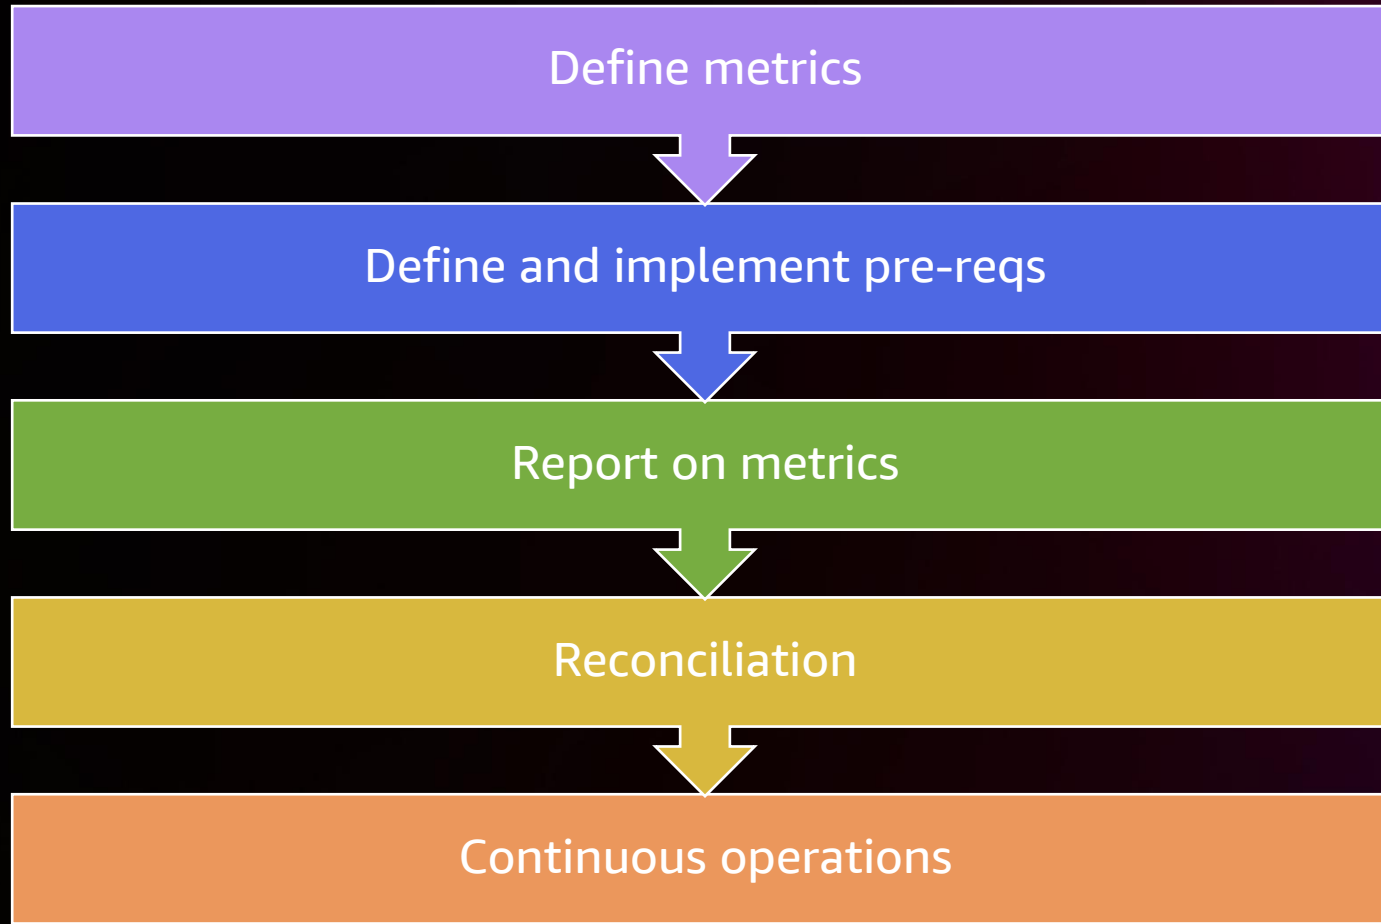 Define metrics
Define and implement pre-reqs
Report on metrics
Reconciliation
Continuous operations